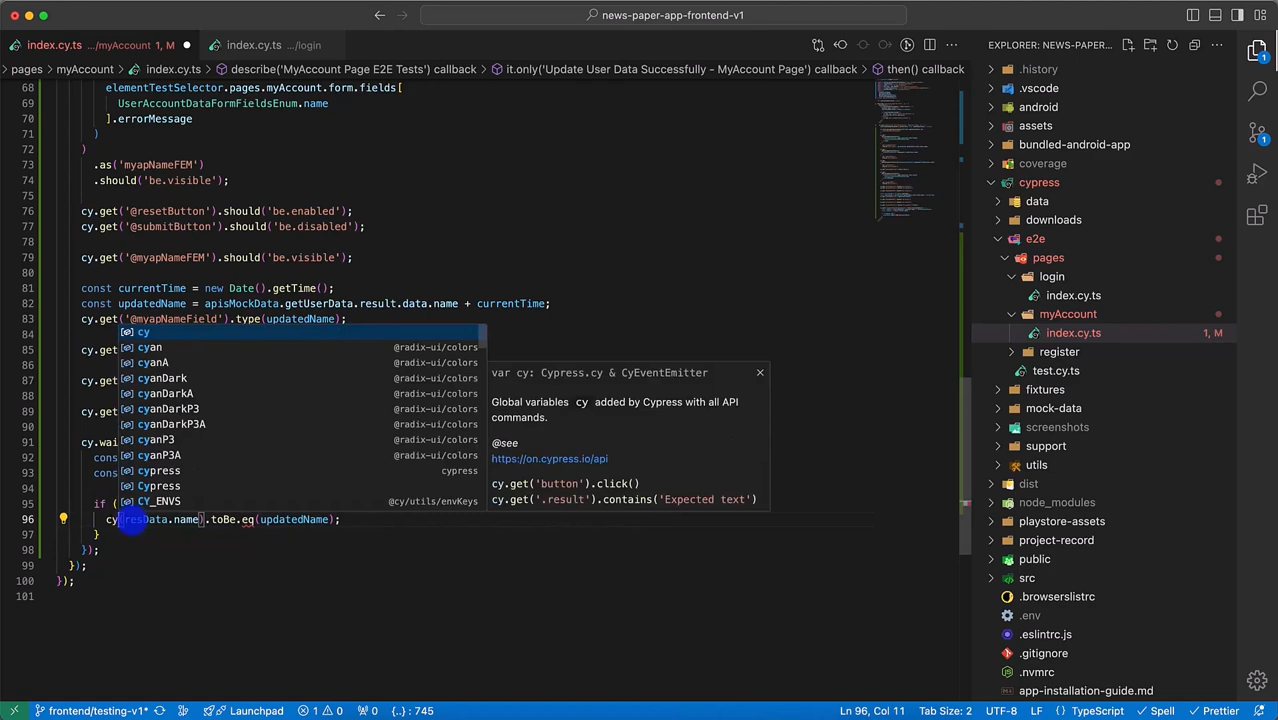 news-paper-app-frontend-v1
index.cy.ts .../myAccount 1, M
index.cy.ts .../login
EXPLORER: NEWS-PAPER...
pages > myAccount > index.cy.ts > describe('MyAccount Page E2E Tests') callback > it.only('Update User Data Successfully - MyAccount Page') callback > then() callback
68 elementTestSelector.pages.myAccount.form.fields[
69 UserAccountDataFormFieldsEnum.name
70 ].errorMessage
71 )
72 )
73 .as('myapNameFEM')
74 .should('be.visible');
75
76 cy.get('@resetButton').should('be.enabled');
77 cy.get('@submitButton').should('be.disabled');
78
79 cy.get('@myapNameFEM').should('be.visible');
80
81 const currentTime = new Date().getTime();
82 const updatedName = apisMockData.getUserData.result.data.name + currentTime;
83 cy.get('@myapNameField').type(updatedName);
84
85 cy.get
86
87 cy.get
88
89 cy.get
90
91 cy.wai
92 cons
93 cons
94
95 if (
96 cy(resData.name).toBe.eq(updatedName);
97 }
98 });
99 });
100 });
101
cy
cyan @radix-ui/colors
cyanA @radix-ui/colors
cyanDark @radix-ui/colors
cyanDarkA @radix-ui/colors
cyanDarkP3 @radix-ui/colors
cyanDarkP3A @radix-ui/colors
cyanP3 @radix-ui/colors
cyanP3A @radix-ui/colors
cypress cypress
Cypress
CY_ENVS @cy/utils/envKeys
var cy: Cypress.cy & CyEventEmitter
Global variables cy added by Cypress with all API
commands.
@see
https://on.cypress.io/api
cy.get('button').click()
cy.get('.result').contains('Expected text')
.history
.vscode
android
assets
bundled-android-app
coverage
cypress
data
downloads
e2e
pages
login
index.cy.ts
myAccount
index.cy.ts 1, M
register
test.cy.ts
fixtures
mock-data
screenshots
support
utils
dist
node_modules
playstore-assets
project-record
public
src
.browserslistrc
.env
.eslintrc.js
.gitignore
.nvmrc
app-installation-guide.md
1
1
frontend/testing-v1* Launchpad 1 0 0 {..} : 745
Ln 96, Col 11 Tab Size: 2 UTF-8 LF {} TypeScript Spell Prettier